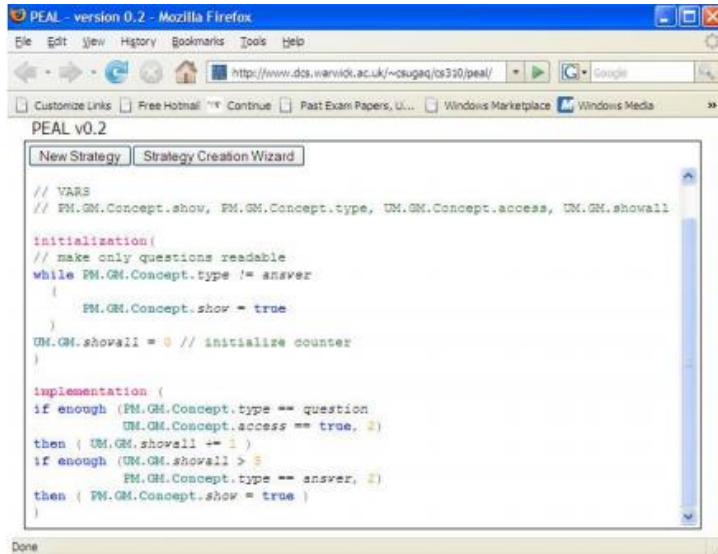 PEAL - version 0.2 - Mozilla Firefox
File Edit View History Bookmarks Tools Help
http://www.dcs.warwick.ac.uk/~csugaq/cs310/peal/ G Google
Customize Links Free Hotmail Continue Past Exam Papers, U... Windows Marketplace Windows Media »
PEAL v0.2
New Strategy Strategy Creation Wizard
// VARS
// PM.GM.Concept.show, PM.GM.Concept.type, UM.GM.Concept.access, UM.GM.showall
initialization(
// make only questions readable
while PM.GM.Concept.type != answer
(
PM.GM.Concept.show = true
)
UM.GM.showall = 0 // initialize counter
)
implementation (
if enough (PM.GM.Concept.type == question
UM.GM.Concept.access == true, 2)
then ( UM.GM.showall += 1 )
if enough (UM.GM.showall > 5
PM.GM.Concept.type == answer, 2)
then ( PM.GM.Concept.show = true )
)
Done